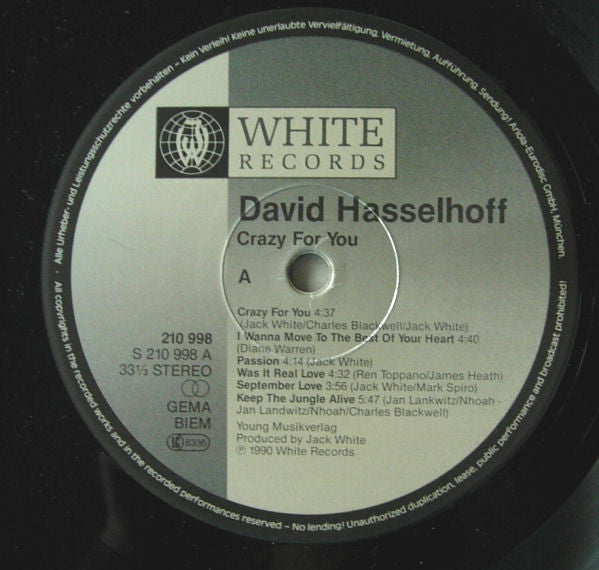 Alle Urheber- und Leistungsschutzrechte vorbehalten – Kein Verleih! Keine unerlaubte Vervielfältigung, Vermietung, Aufführung, Sendung! Ariola-Eurodisc GmbH, München.
WHITE
RECORDS
David Hasselhoff
Crazy For You
A
Crazy For You 4:37
(Jack White/Charles Blackwell/Jack White)
I Wanna Move To The Beat Of Your Heart 4:40
(Diane Warren)
Passion 4:14 (Jack White)
Was It Real Love 4:32 (Ren Toppano/James Heath)
September Love 3:56 (Jack White/Mark Spiro)
Keep The Jungle Alive 5:47 (Jan Lankwitz/Nhoah -
Jan Landwitz/Nhoah/Charles Blackwell)
Young Musikverlag
Produced by Jack White
℗ 1990 White Records
210 998
S 210 998 A
33⅓ STEREO
GEMA
BIEM
LC 8336
All copyrights in the recorded works and in the recorded performances reserved – No lending! Unauthorized duplication, lease, public performance and broadcast prohibited!